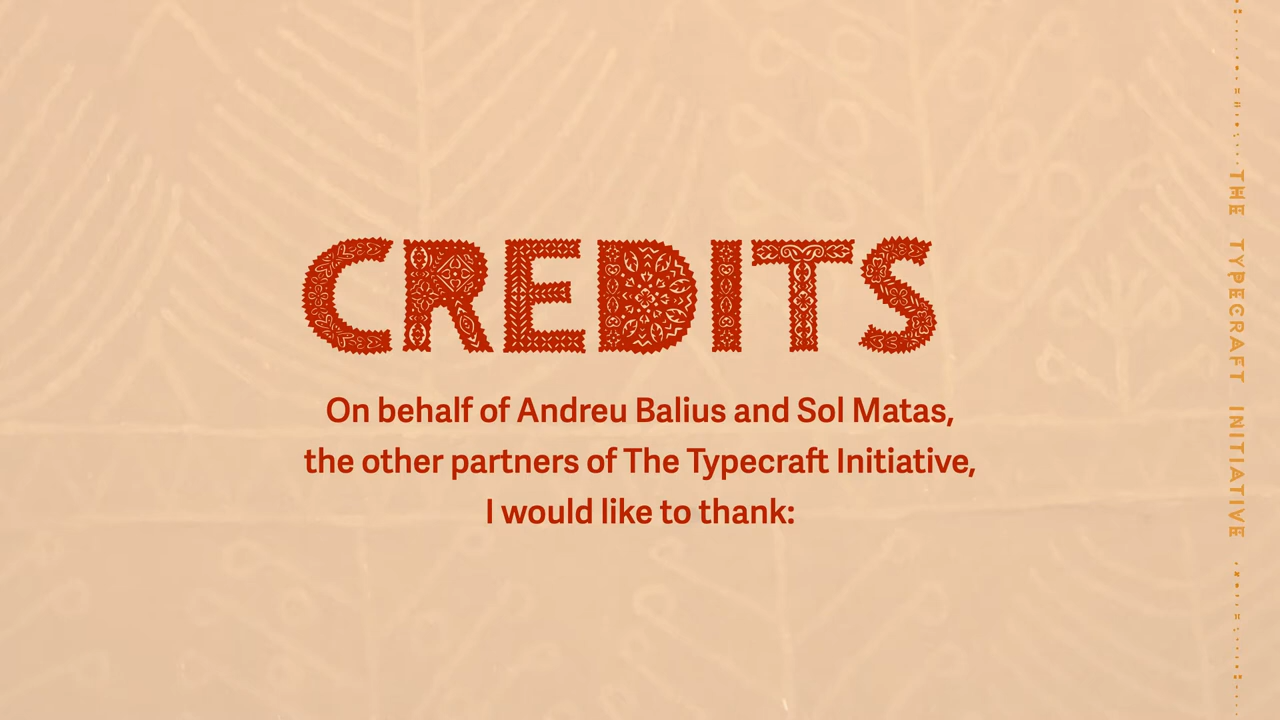 CREDITS
On behalf of Andreu Balius and Sol Matas,
the other partners of The Typecraft Initiative,
I would like to thank:
THE TYPECRAFT INITIATIVE